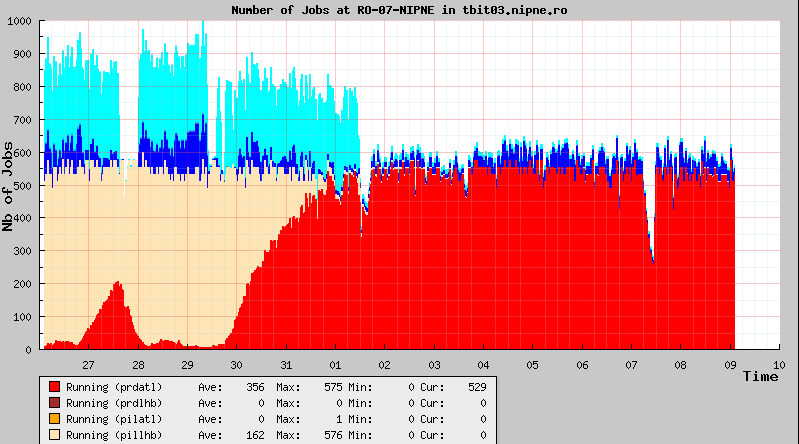 Number of Jobs at RO-07-NIPNE in tbit03.nipne.ro
1000
900
800
700
600
500
400
300
200
100
0
Nb of Jobs
27 28 29 30 31 01 02 03 04 05 06 07 08 09 10
Time
Running (prdatl) Ave: 356 Max: 575 Min: 0 Cur: 529
Running (prdlhb) Ave: 0 Max: 0 Min: 0 Cur: 0
Running (pilatl) Ave: 0 Max: 1 Min: 0 Cur: 0
Running (pillhb) Ave: 162 Max: 576 Min: 0 Cur: 0